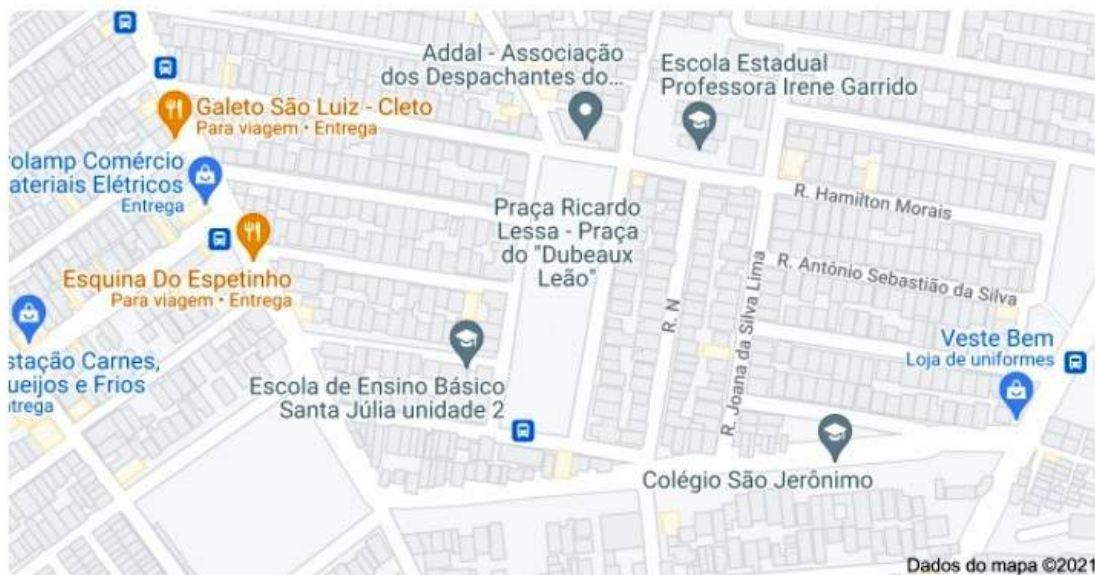 Addal - Associação
dos Despachantes do...
Escola Estadual
Professora Irene Garrido
Galeto São Luiz - Cleto
Para viagem • Entrega
rolamp Comércio
ateriais Elétricos
Entrega
R. Hamilton Morais
Praça Ricardo
Lessa - Praça
do "Dubeaux
Leão"
R. Antônio Sebastião da Silva
Esquina Do Espetinho
Para viagem • Entrega
R. N
R. Joana da Silva Lima
Veste Bem
Loja de uniformes
stação Carnes,
ueijos e Frios
ntrega
Escola de Ensino Básico
Santa Júlia unidade 2
Colégio São Jerônimo
Dados do mapa ©2021